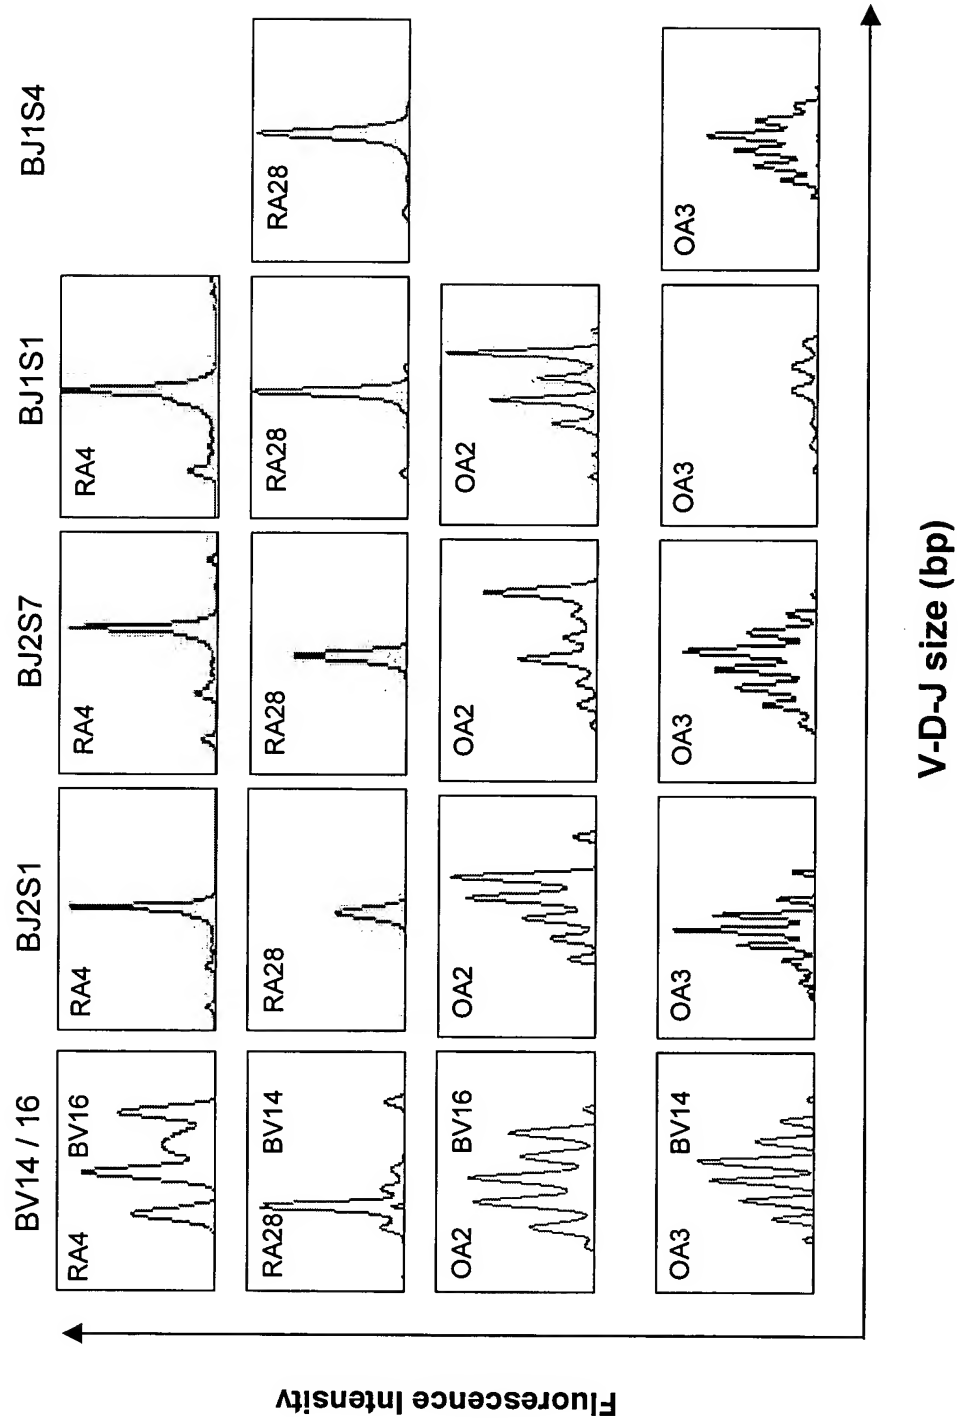 BV14 / 16
BJ2S1
BJ2S7
BJ1S1
BJ1S4
RA4
BV16
RA4
RA4
RA4
RA28
BV14
RA28
RA28
RA28
RA28
OA2
BV16
OA2
OA2
OA2
OA3
BV14
OA3
OA3
OA3
OA3
Fluorescence Intensity
V-D-J size (bp)